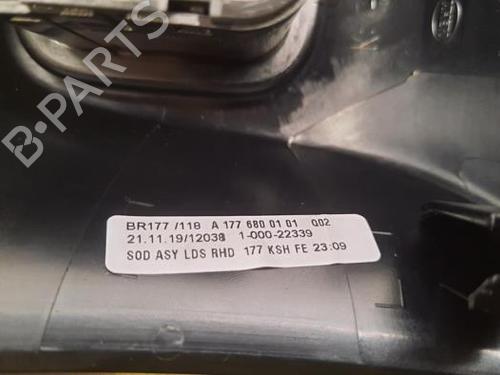 B-PARTS
BR177 /118 A 177 680 01 01 Q02
21.11.19/12038 1-000-22339
SOD ASY LDS RHD 177 KSH FE 23:09